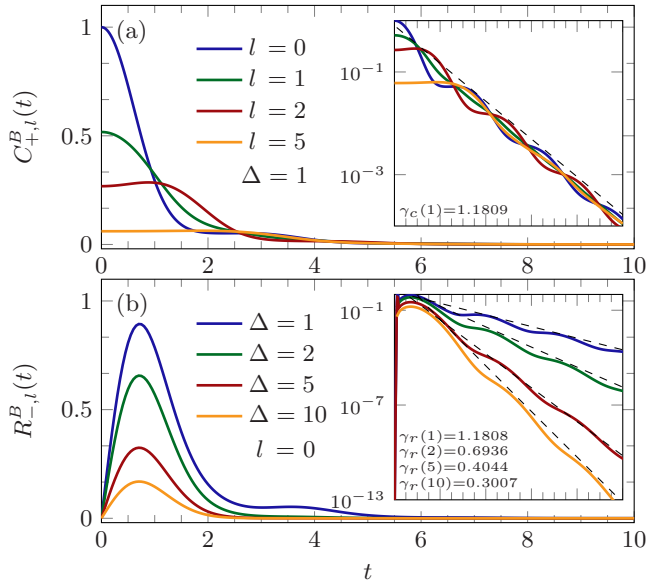 (a)
1
0.5
0
C^B_{+,l}(t)
l = 0
l = 1
l = 2
l = 5
Δ = 1
10^{−1}
10^{−3}
γ_c(1)=1.1809
0 2 4 6 8 10
(b)
1
0.5
0
R^B_{−,l}(t)
Δ = 1
Δ = 2
Δ = 5
Δ = 10
l = 0
10^{−1}
10^{−7}
10^{−13}
γ_r(1)=1.1808
γ_r(2)=0.6936
γ_r(5)=0.4044
γ_r(10)=0.3007
0 2 4 6 8 10
t